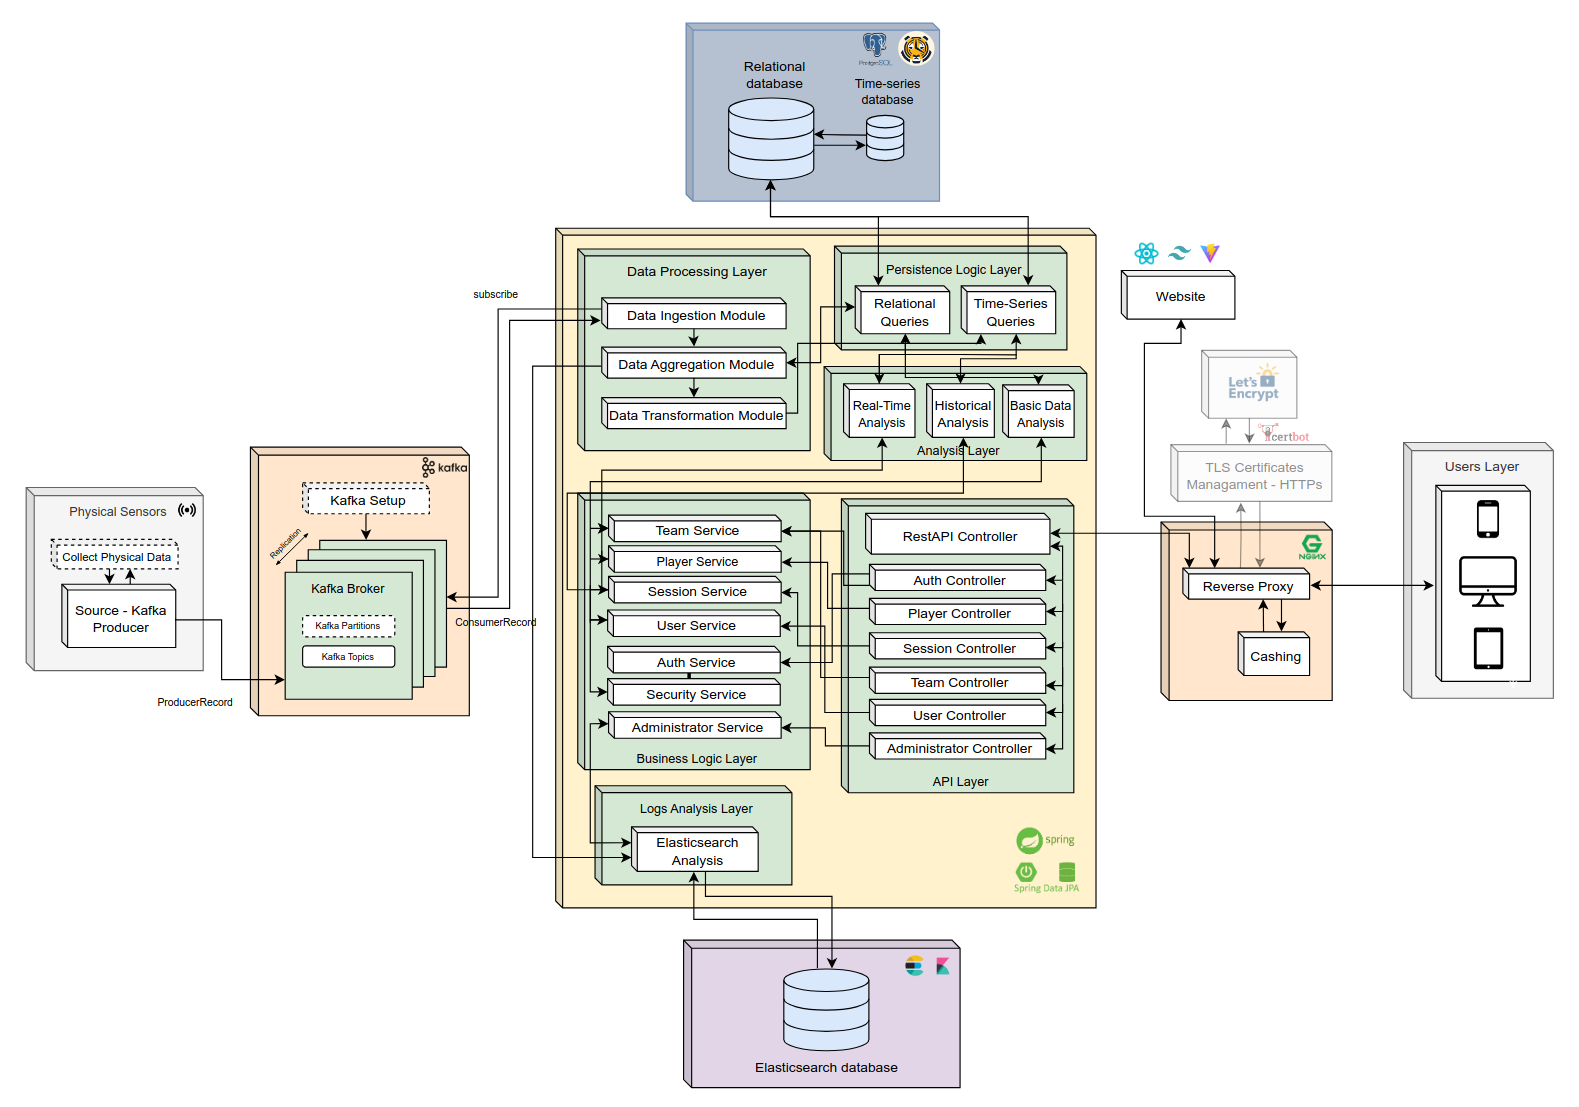 PostgreSQL
Relational
database
Time-series
database
Data Processing Layer
Data Ingestion Module
Data Aggregation Module
Data Transformation Module
Persistence Logic Layer
Relational
Queries
Time-Series
Queries
Real-Time
Analysis
Historical
Analysis
Basic Data
Analysis
Analysis Layer
subscribe
ConsumerRecord
ProducerRecord
Physical Sensors
Collect Physical Data
Source - Kafka
Producer
kafka
Kafka Setup
Replication
Kafka Broker
Kafka Partitions
Kafka Topics
Team Service
Player Service
Session Service
User Service
Auth Service
Security Service
Administrator Service
Business Logic Layer
RestAPI Controller
Auth Controller
Player Controller
Session Controller
Team Controller
User Controller
Administrator Controller
API Layer
Logs Analysis Layer
Elasticsearch
Analysis
spring
Spring Data JPA
Elasticsearch database
Website
Let's
Encrypt
certbot
TLS Certificates
Managament - HTTPs
NGINX
Reverse Proxy
Cashing
Users Layer